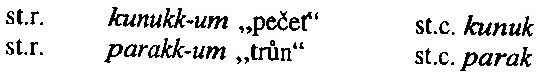 st.r. kunukk-um „pečeť“ st.c. kunuk
st.r. parakk-um „trůn“ st.c. parak